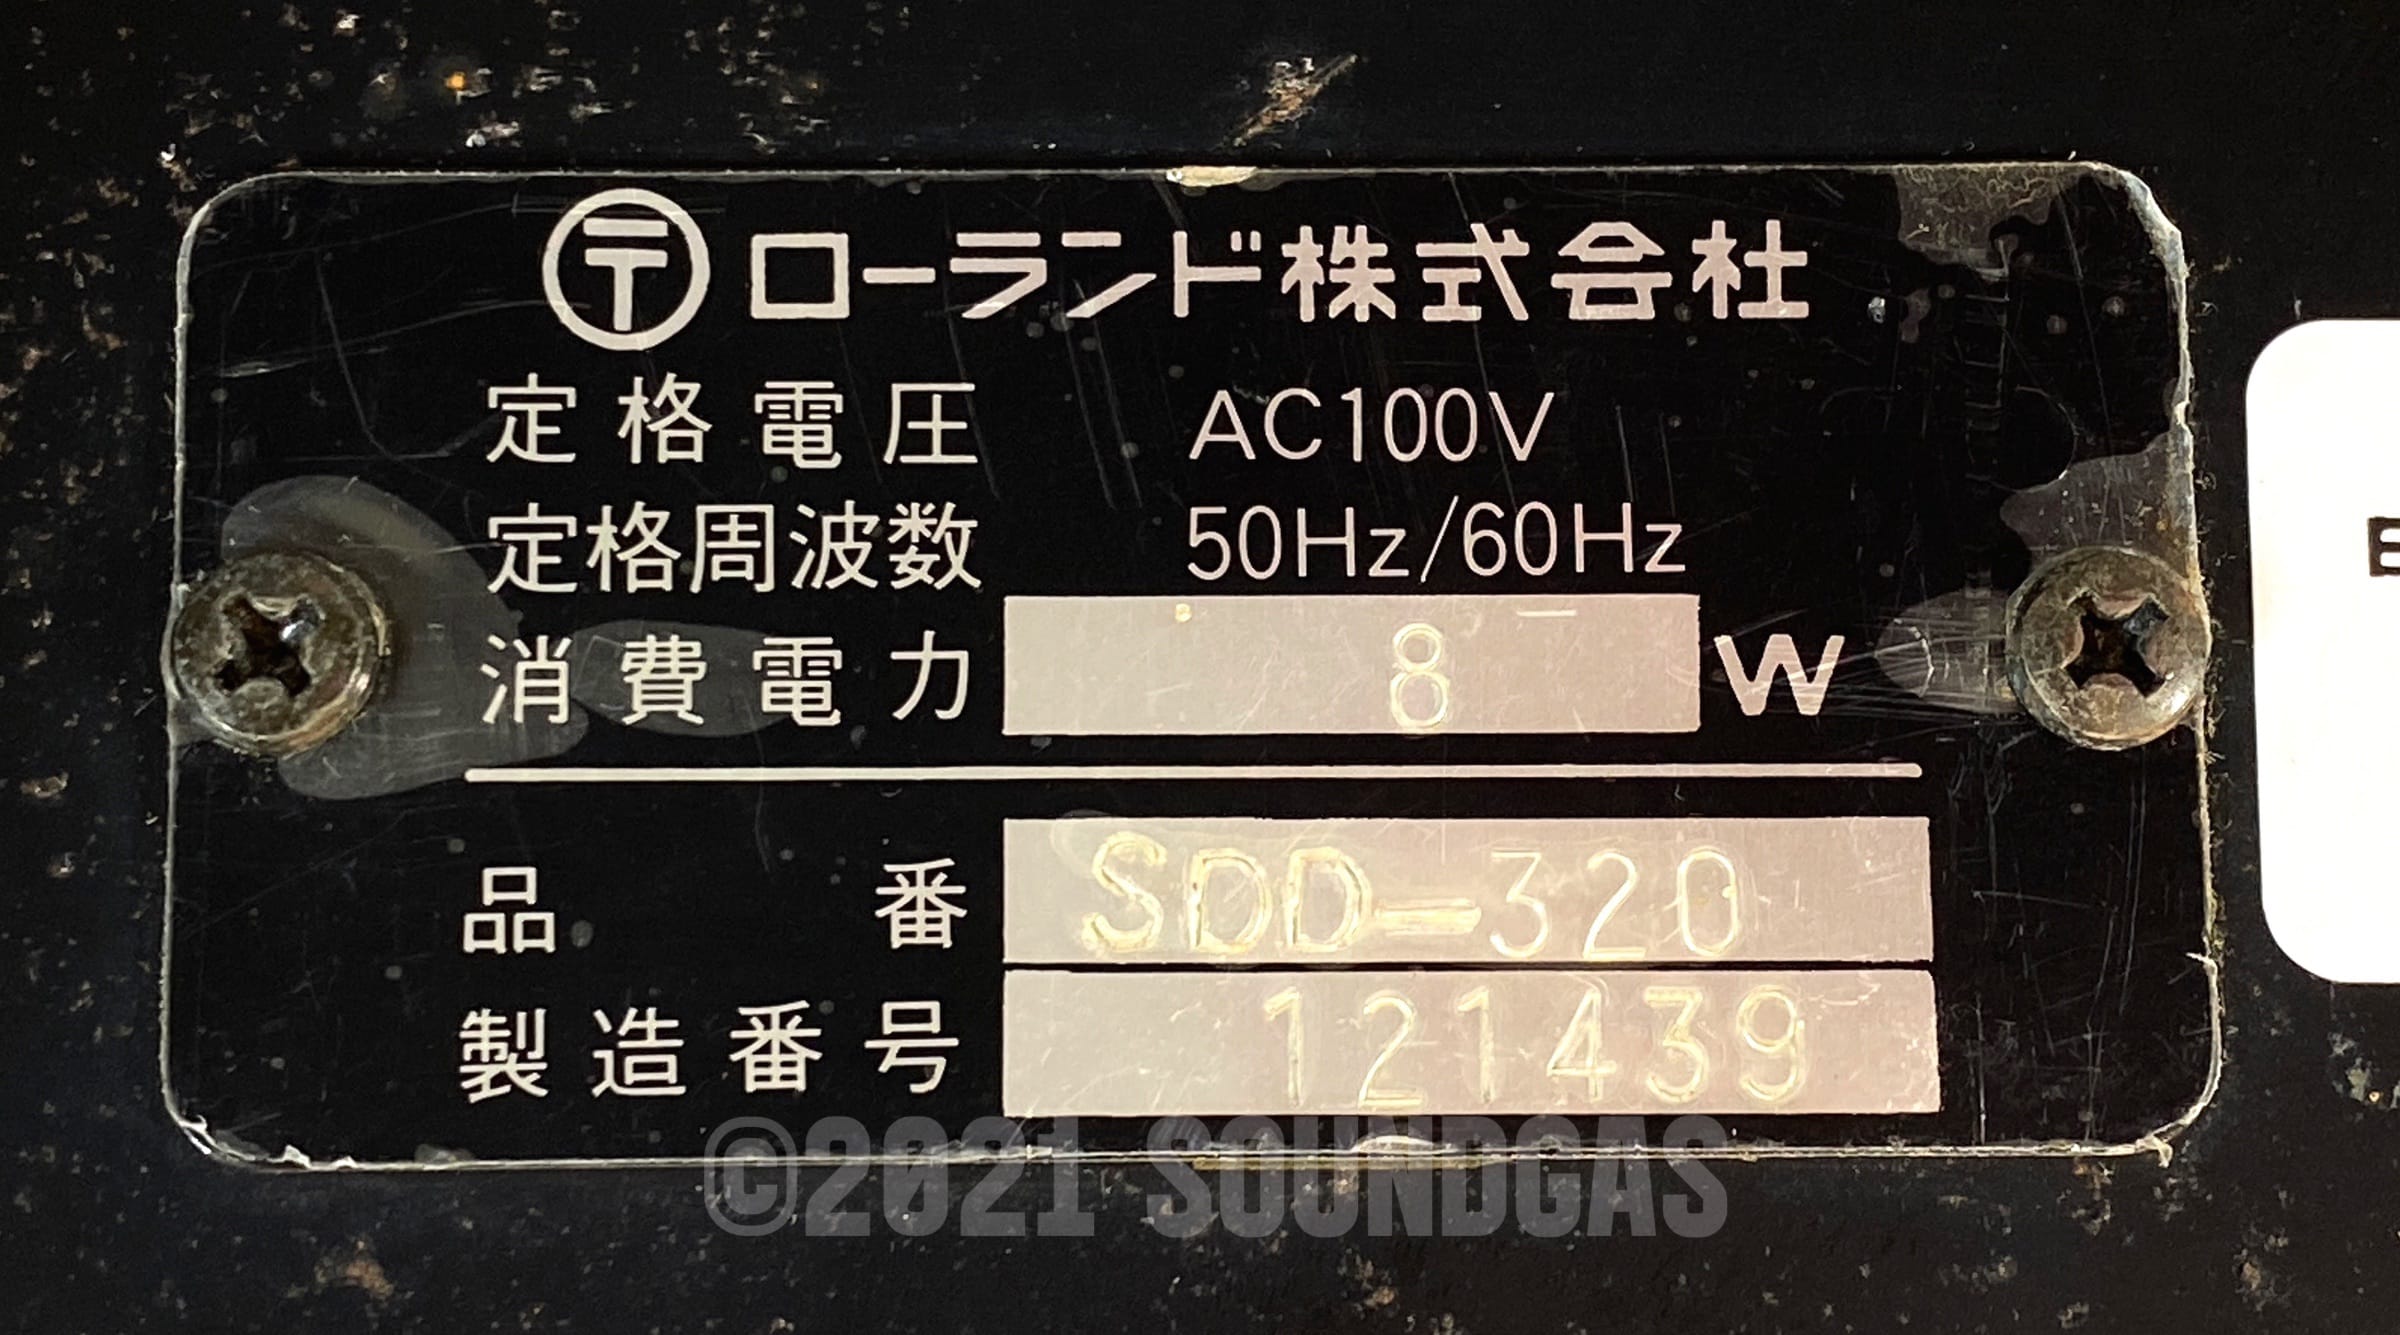 〒 ローランド株式会社
定格電圧 AC100V
定格周波数 50Hz/60Hz
消費電力 8 W
品番 SDD-320
製造番号 121439
©2021 SOUNDGAS